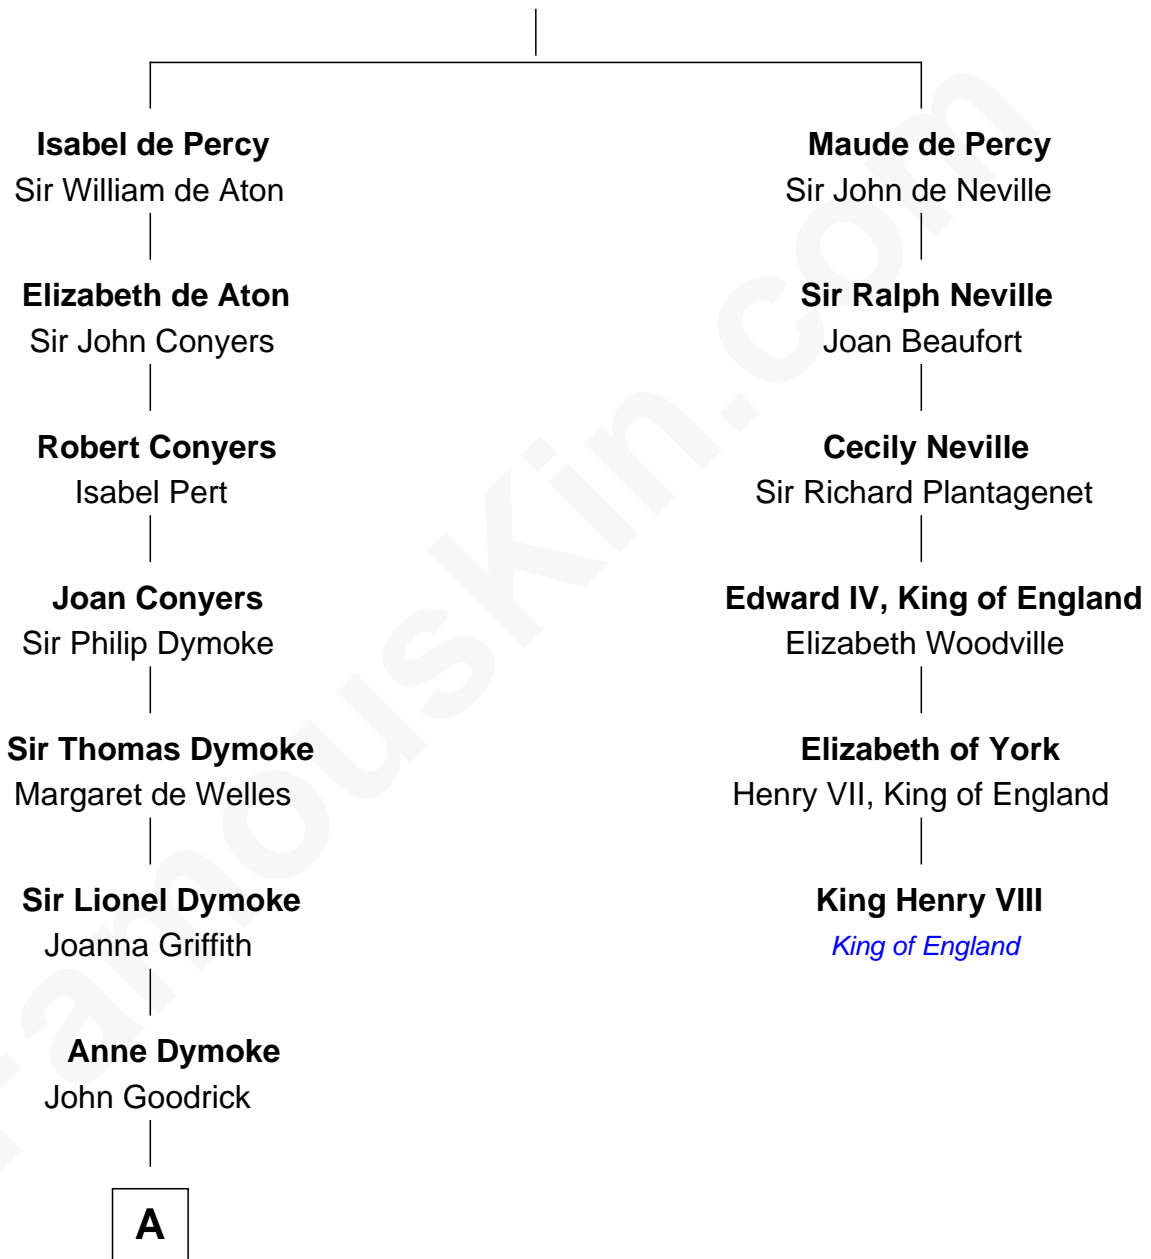 Isabel de Percy
Sir William de Aton
Elizabeth de Aton
Sir John Conyers
Robert Conyers
Isabel Pert
Joan Conyers
Sir Philip Dymoke
Sir Thomas Dymoke
Margaret de Welles
Sir Lionel Dymoke
Joanna Griffith
Anne Dymoke
John Goodrick
A
Maude de Percy
Sir John de Neville
Sir Ralph Neville
Joan Beaufort
Cecily Neville
Sir Richard Plantagenet
Edward IV, King of England
Elizabeth Woodville
Elizabeth of York
Henry VII, King of England
King Henry VIII
King of England
FamousKin.com